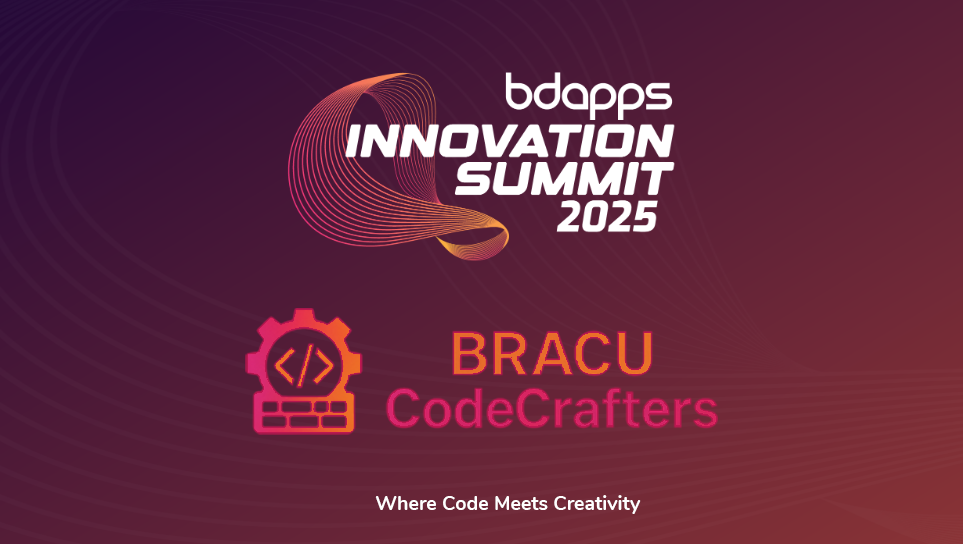 bdapps
INNOVATION
SUMMIT
2025
</>
BRACU
CodeCrafters
Where Code Meets Creativity